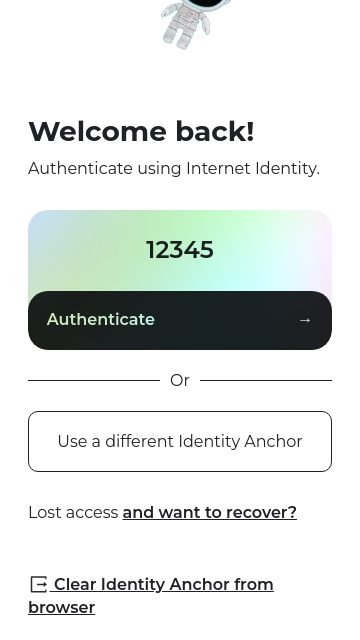 Welcome back!
Authenticate using Internet Identity.
12345
Authenticate →
Or
Use a different Identity Anchor
Lost access and want to recover?
Clear Identity Anchor from
browser